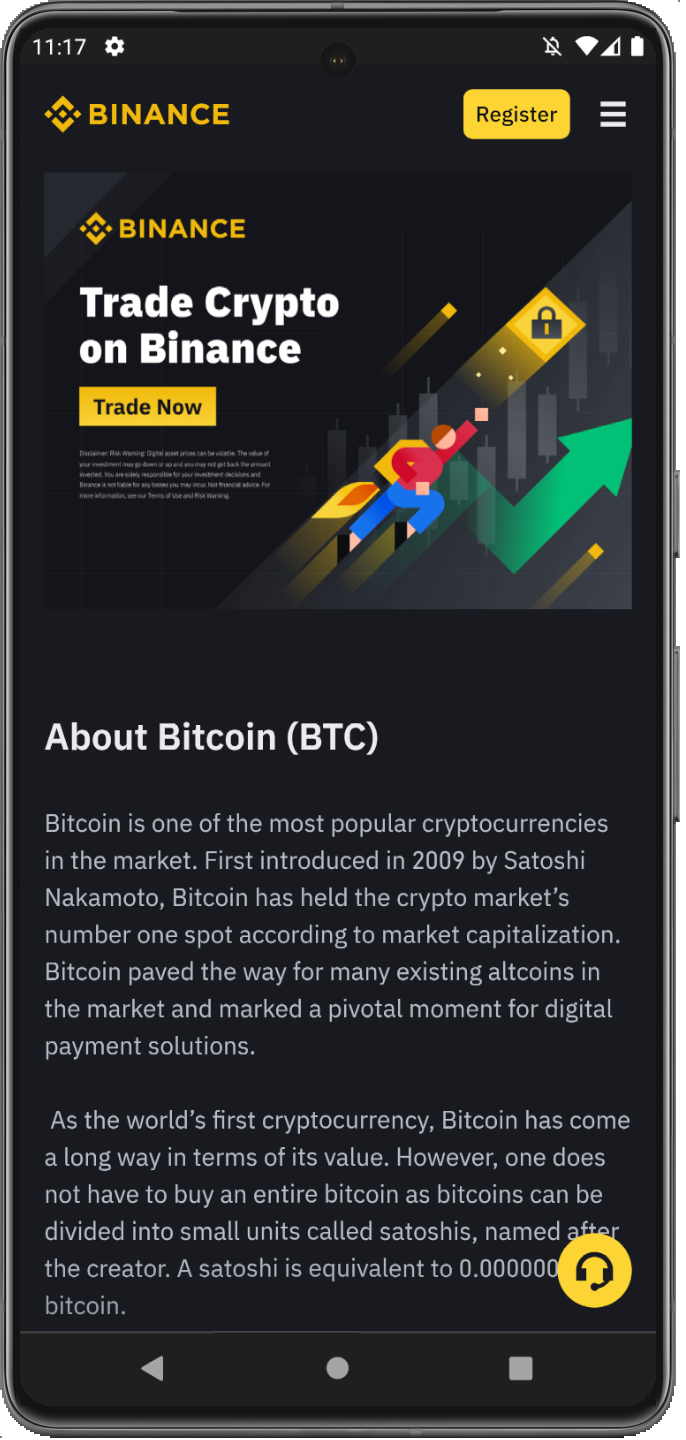 11:17
BINANCE
Register
BINANCE
Trade Crypto
on Binance
Trade Now
Disclaimer: Risk Warning: Digital asset prices can be volatile. The value of
your investment may go down or up and you may not get back the amount
invested. You are solely responsible for your investment decisions and
Binance is not liable for any losses you may incur. Not financial advice. For
more information, see our Terms of Use and Risk Warning.
About Bitcoin (BTC)
Bitcoin is one of the most popular cryptocurrencies
in the market. First introduced in 2009 by Satoshi
Nakamoto, Bitcoin has held the crypto market’s
number one spot according to market capitalization.
Bitcoin paved the way for many existing altcoins in
the market and marked a pivotal moment for digital
payment solutions.
As the world’s first cryptocurrency, Bitcoin has come
a long way in terms of its value. However, one does
not have to buy an entire bitcoin as bitcoins can be
divided into small units called satoshis, named after
the creator. A satoshi is equivalent to 0.000000
bitcoin.